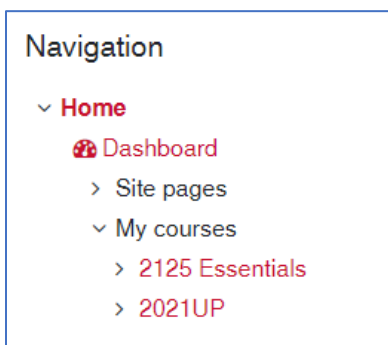 Navigation
Home
Dashboard
Site pages
My courses
2125 Essentials
2021UP